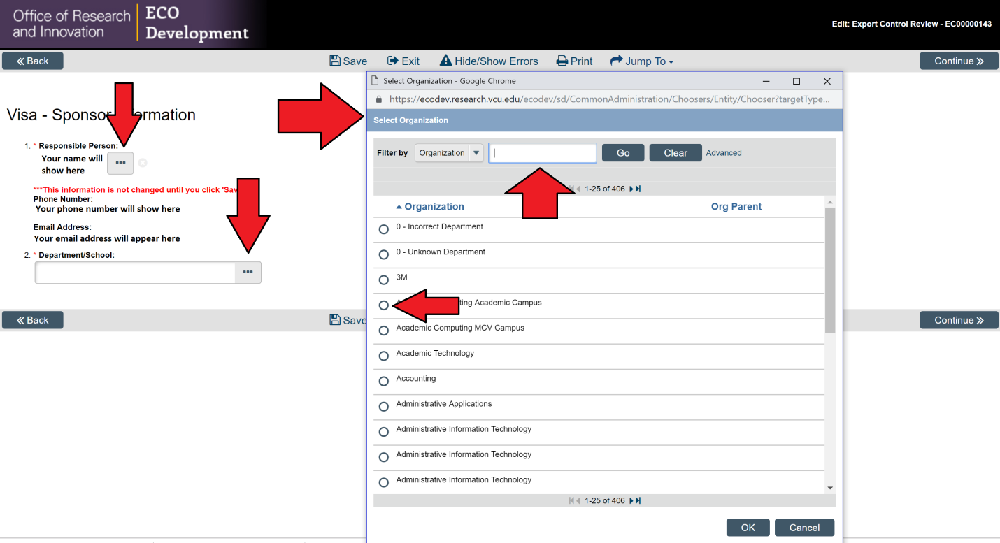 Office of Research
and Innovation
ECO
Development
Edit: Export Control Review - EC00000143
Back
Save
Exit
Hide/Show Errors
Print
Jump To
Continue
Visa - Sponsor
1. * Responsible Person:
Your name will
show here
***This information is not changed until you click
Phone Number:
Your phone number will show here
Email Address:
Your email address will appear here
2. * Department/School:
Back
Save
Continue
Select Organization - Google Chrome
https://ecodev.research.vcu.edu/ecodev/sd/CommonAdministration/Choosers/Entity/Chooser?targetType...
Select Organization
Filter by
Organization
Go
Clear
Advanced
1-25 of 406
Organization
Org Parent
0 - Incorrect Department
0 - Unknown Department
3M
Academic Campus
Academic Computing MCV Campus
Academic Technology
Accounting
Administrative Applications
Administrative Information Technology
Administrative Information Technology
Administrative Information Technology
1-25 of 406
OK
Cancel